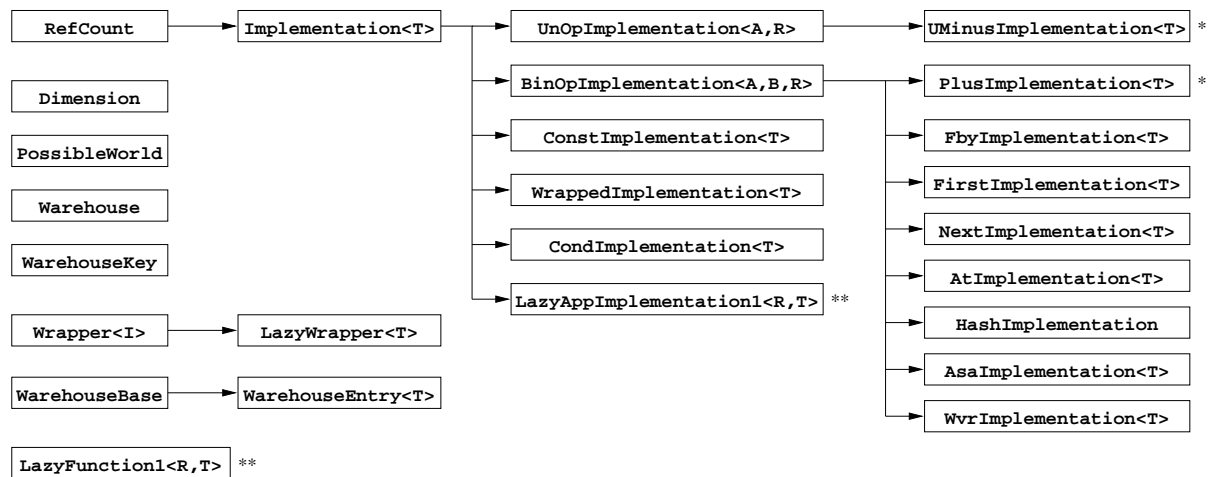 RefCount Implementation<T> UnOpImplementation<A,R> UMinusImplementation<T> *
BinOpImplementation<A,B,R> PlusImplementation<T> *
Dimension
PossibleWorld ConstImplementation<T> FbyImplementation<T>
Warehouse WrappedImplementation<T> FirstImplementation<T>
NextImplementation<T>
WarehouseKey CondImplementation<T>
AtImplementation<T>
LazyAppImplementation1<R,T> **
Wrapper<I> LazyWrapper<T> HashImplementation
AsaImplementation<T>
WarehouseBase WarehouseEntry<T>
WvrImplementation<T>
LazyFunction1<R,T> **